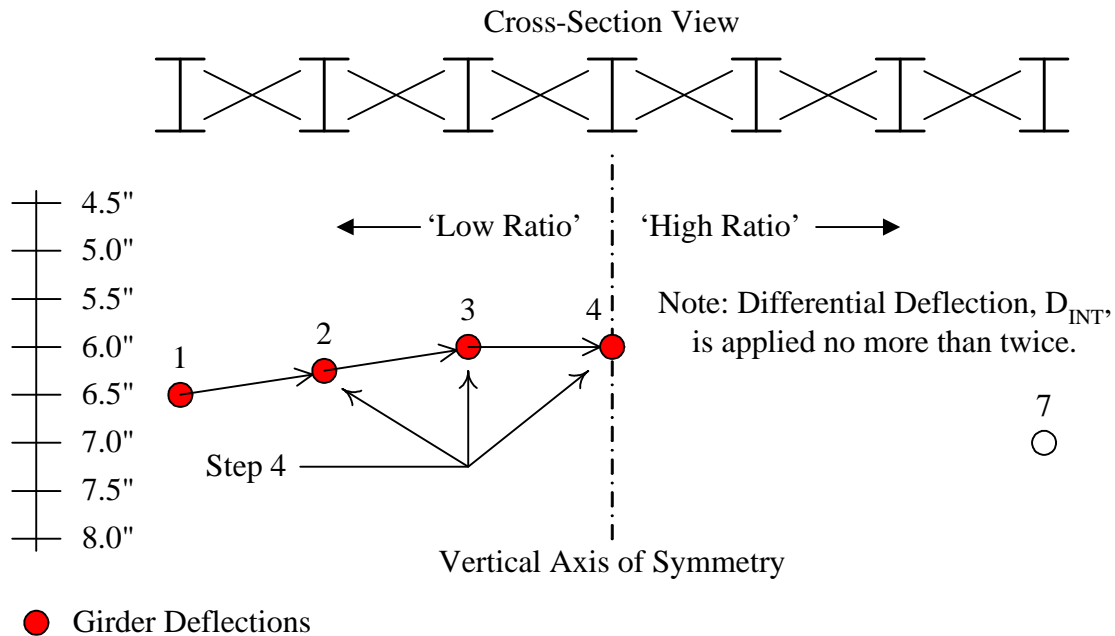 Cross-Section View
4.5"
5.0"
5.5"
6.0"
6.5"
7.0"
7.5"
8.0"
‘Low Ratio’
‘High Ratio’
Note: Differential Deflection, D_INT,
is applied no more than twice.
1
2
3
4
7
Step 4
Vertical Axis of Symmetry
Girder Deflections